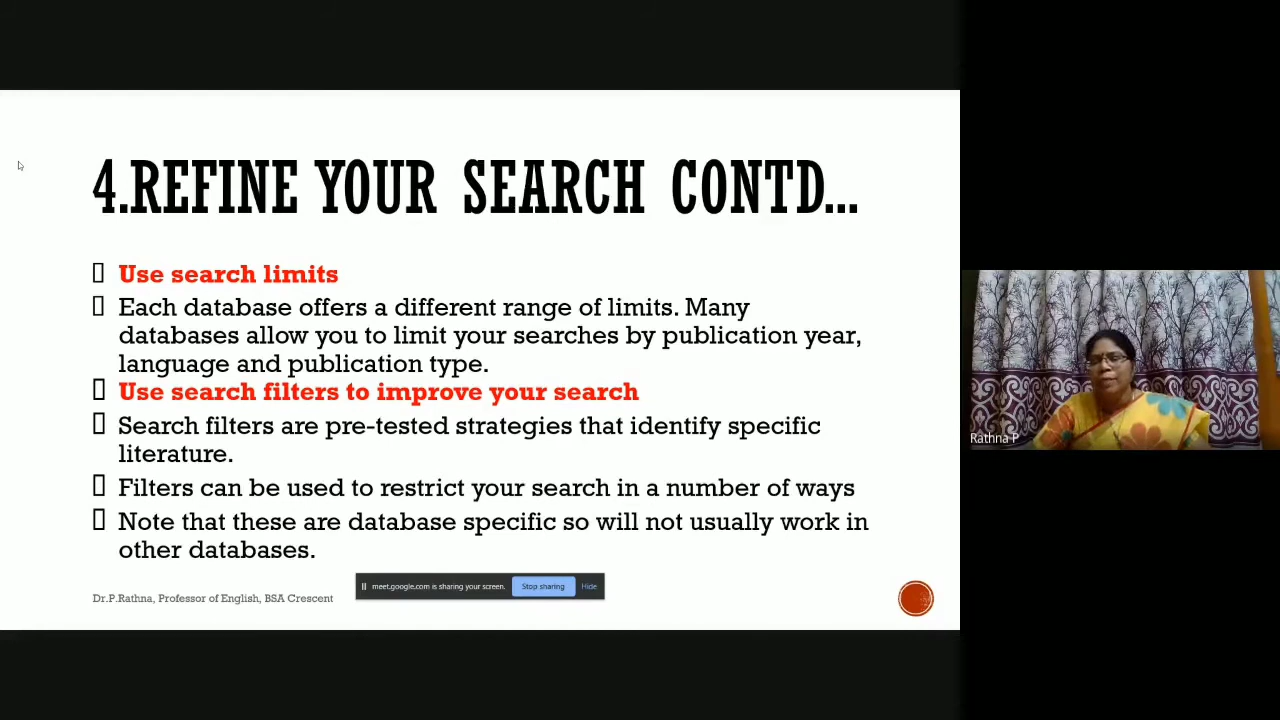 4.REFINE YOUR SEARCH CONTD...
Use search limits
Each database offers a different range of limits. Many
databases allow you to limit your searches by publication year,
language and publication type.
Use search filters to improve your search
Search filters are pre-tested strategies that identify specific
literature.
Filters can be used to restrict your search in a number of ways
Note that these are database specific so will not usually work in
other databases.
meet.google.com is sharing your screen. Stop sharing Hide
Dr.P.Rathna, Professor of English, BSA Crescent
Rathna P